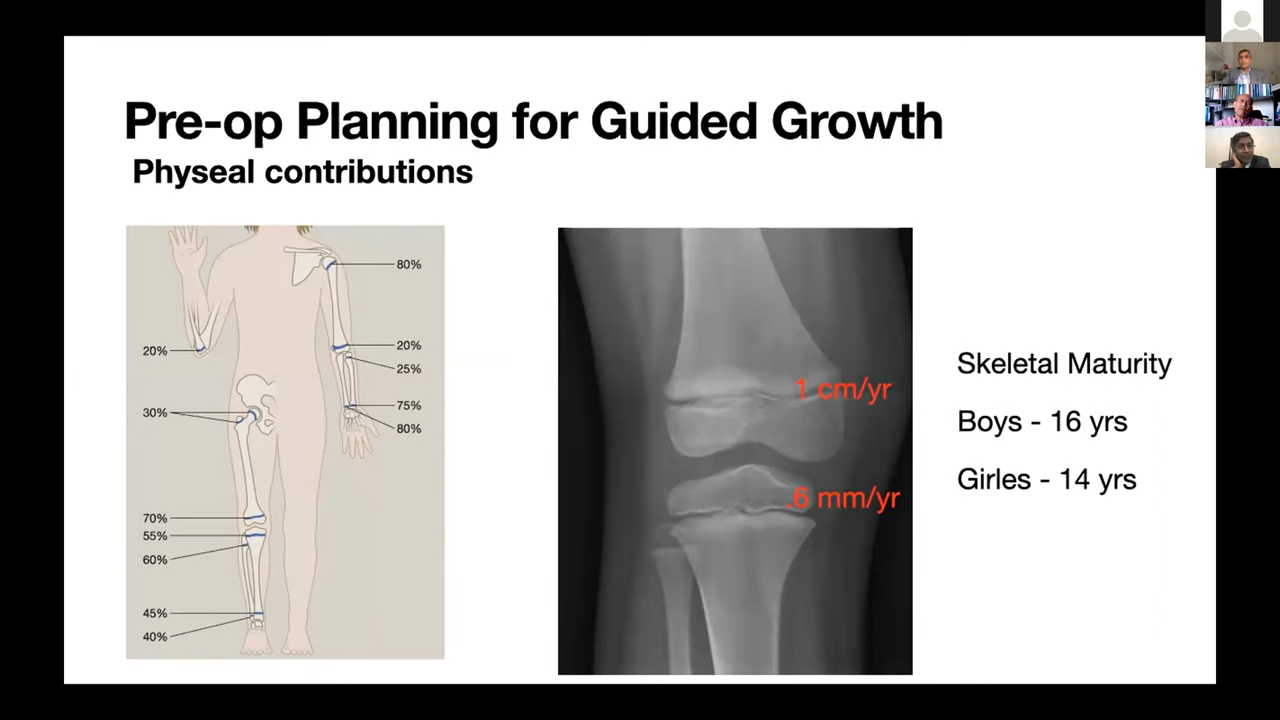 Pre-op Planning for Guided Growth
Physeal contributions
80%
20%
20%
25%
30%
75%
80%
70%
55%
60%
45%
40%
1 cm/yr
.6 mm/yr
Skeletal Maturity
Boys - 16 yrs
Girles - 14 yrs